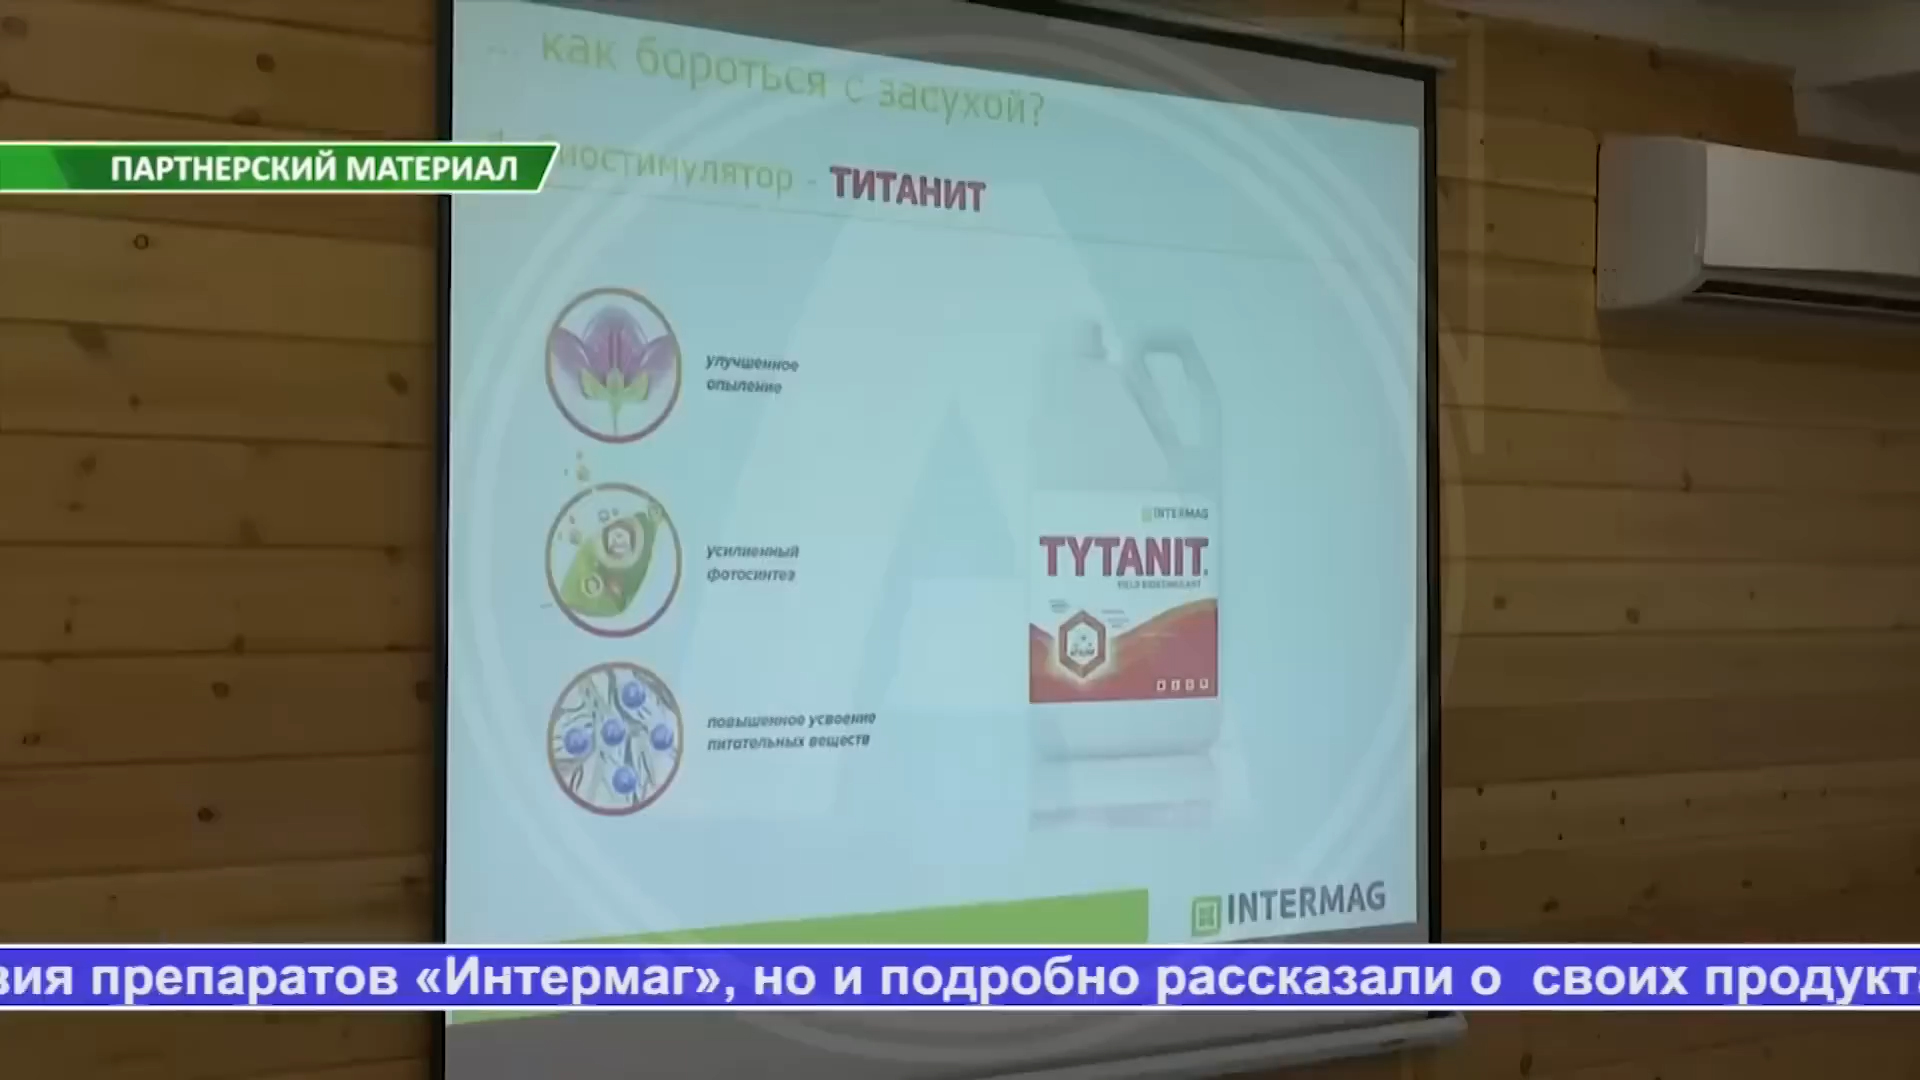 ... как бороться с засухой?
ПАРТНЕРСКИЙ МАТЕРИАЛ
иостимулятор - ТИТАНИТ
улучшенное
опыление
усиленный
фотосинтез
повышенное усвоение
питательных веществ
INTERMAG
TYTANIT
INTERMAG
вия препаратов «Интермаг», но и подробно рассказали о своих продукта